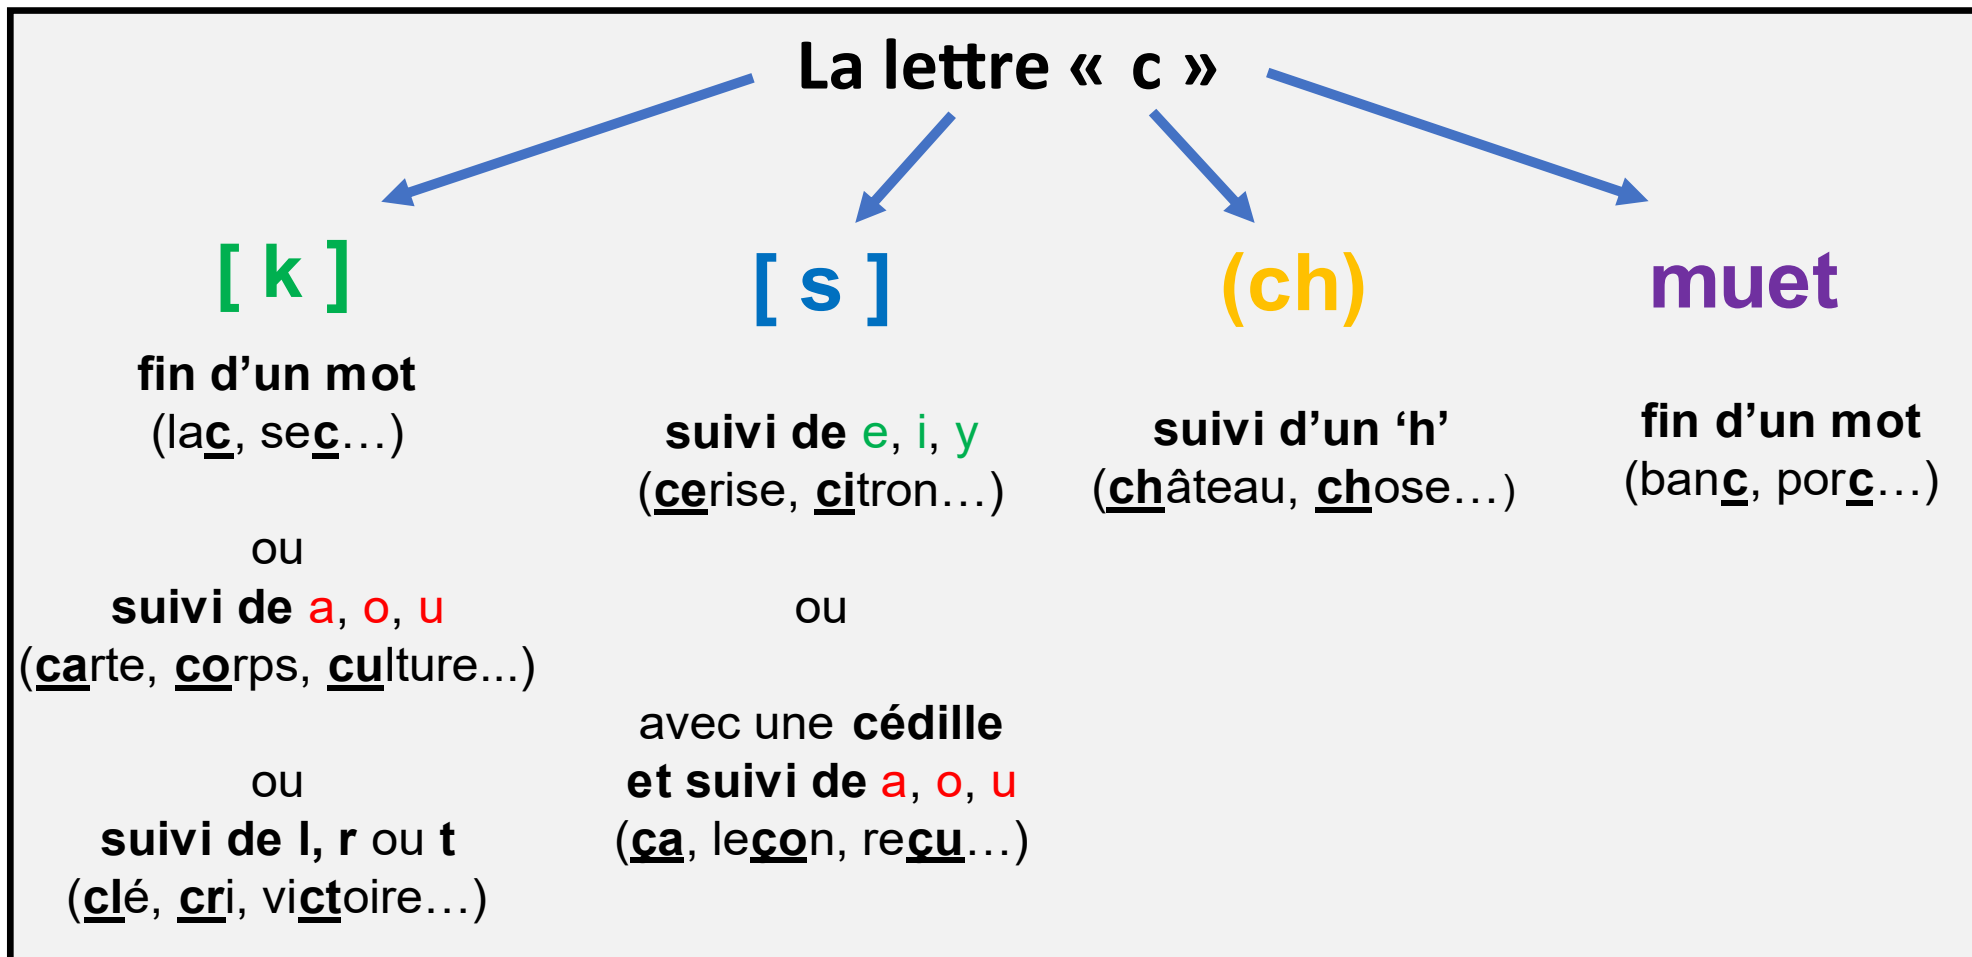 La lettre « c »
[ k ]
fin d’un mot
(lac, sec…)
ou
suivi de a, o, u
(carte, corps, culture...)
ou
suivi de l, r ou t
(clé, cri, victoire…)
[ s ]
suivi de e, i, y
(cerise, citron…)
ou
avec une cédille
et suivi de a, o, u
(ça, leçon, reçu…)
(ch)
suivi d’un ‘h’
(château, chose…)
muet
fin d’un mot
(banc, porc…)